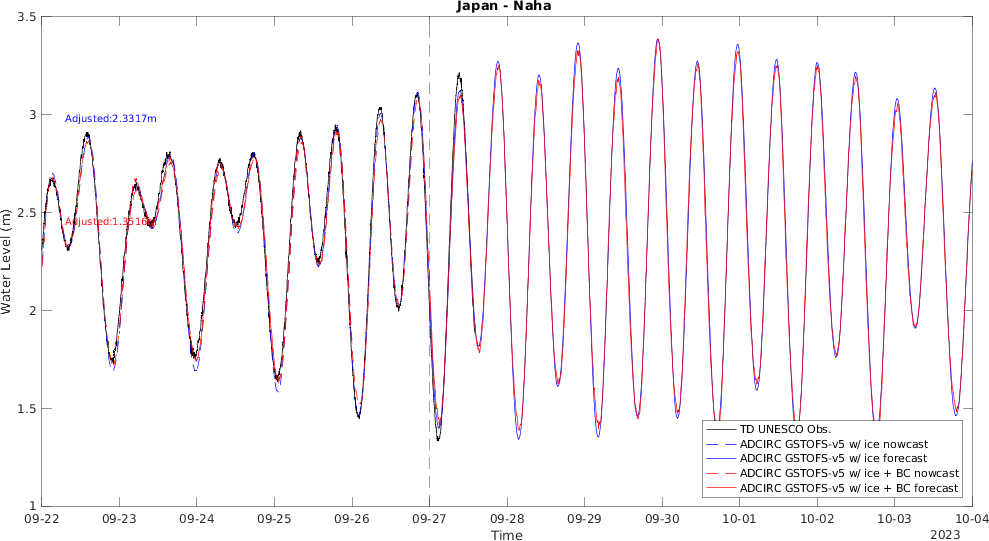 Japan - Naha
3.5
3
2.5
2
1.5
1
Water Level (m)
Adjusted:2.3317m
Adjusted:1.3516
TD UNESCO Obs.
ADCIRC GSTOFS-v5 w/ ice nowcast
ADCIRC GSTOFS-v5 w/ ice forecast
ADCIRC GSTOFS-v5 w/ ice + BC nowcast
ADCIRC GSTOFS-v5 w/ ice + BC forecast
09-22 09-23 09-24 09-25 09-26 09-27 09-28 09-29 09-30 10-01 10-02 10-03 10-04
Time
2023